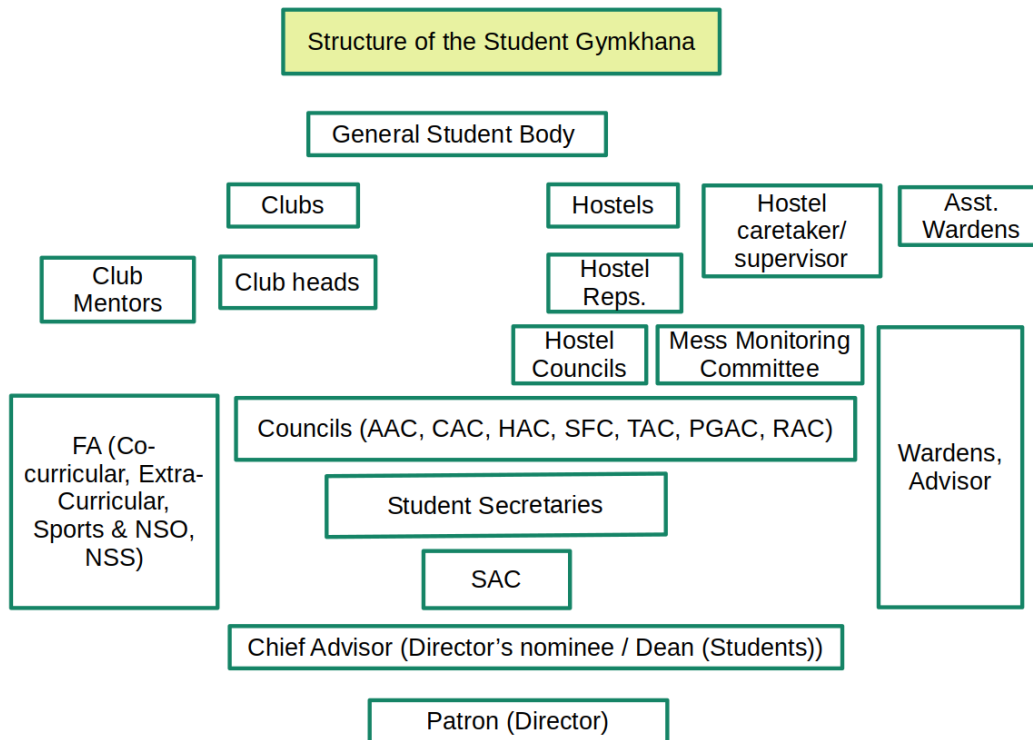 Structure of the Student Gymkhana
General Student Body
Clubs
Hostels
Hostel
caretaker/
supervisor
Asst.
Wardens
Club
Mentors
Club heads
Hostel
Reps.
Hostel
Councils
Mess Monitoring
Committee
FA (Co-
curricular, Extra-
Curricular,
Sports & NSO,
NSS)
Councils (AAC, CAC, HAC, SFC, TAC, PGAC, RAC)
Wardens,
Advisor
Student Secretaries
SAC
Chief Advisor (Director’s nominee / Dean (Students))
Patron (Director)